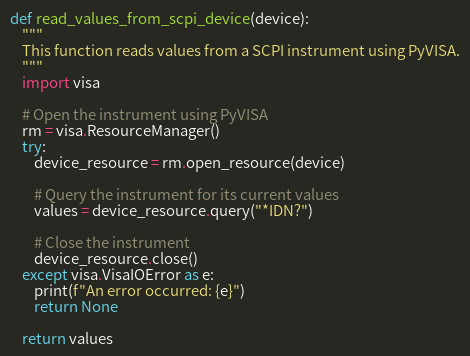 def read_values_from_scpi_device(device):
    """
    This function reads values from a SCPI instrument using PyVISA.
    """
    import visa

    # Open the instrument using PyVISA
    rm = visa.ResourceManager()
    try:
        device_resource = rm.open_resource(device)

        # Query the instrument for its current values
        values = device_resource.query("*IDN?")

        # Close the instrument
        device_resource.close()
    except visa.VisaIOError as e:
        print(f"An error occurred: {e}")
        return None

    return values